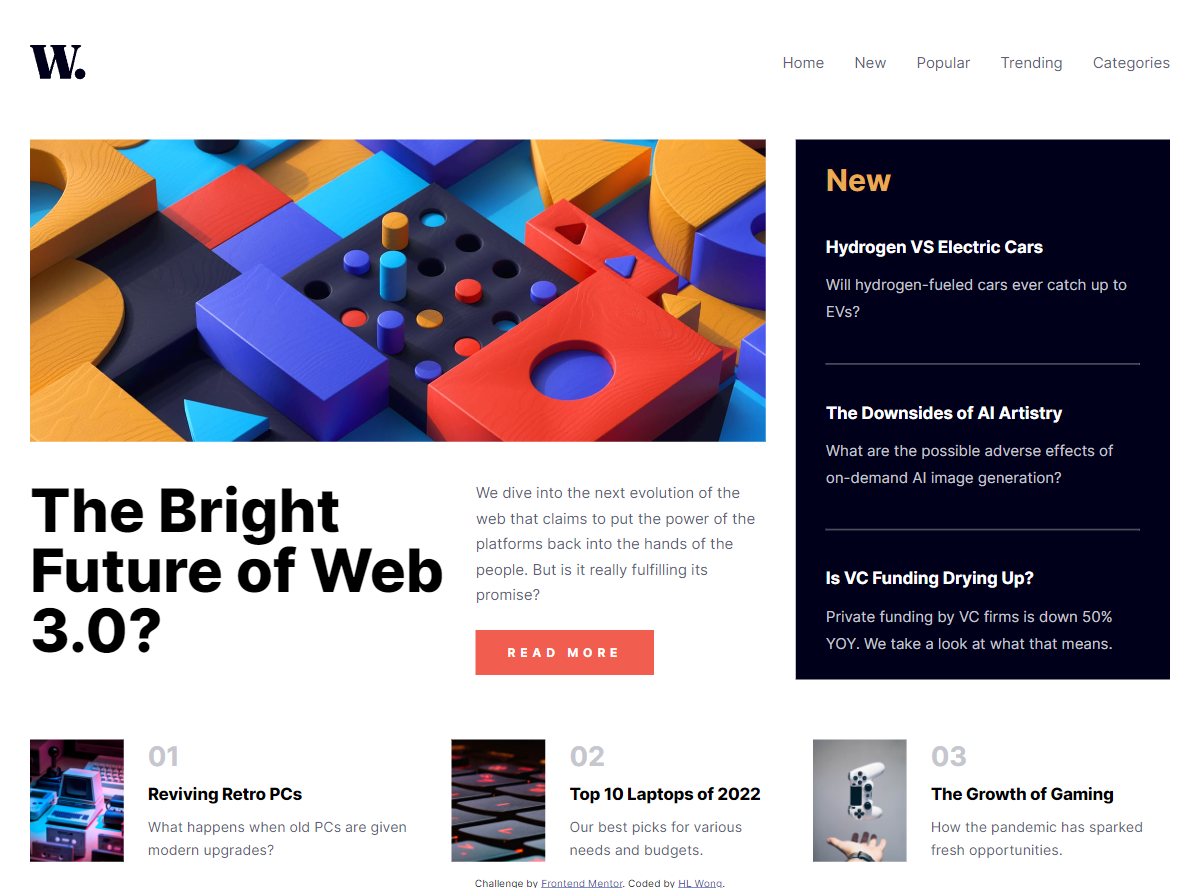 W.
Home New Popular Trending Categories
New
Hydrogen VS Electric Cars
Will hydrogen-fueled cars ever catch up to
EVs?
The Downsides of AI Artistry
What are the possible adverse effects of
on-demand AI image generation?
Is VC Funding Drying Up?
Private funding by VC firms is down 50%
YOY. We take a look at what that means.
The Bright
Future of Web
3.0?
We dive into the next evolution of the
web that claims to put the power of the
platforms back into the hands of the
people. But is it really fulfilling its
promise?
READ MORE
01
Reviving Retro PCs
What happens when old PCs are given
modern upgrades?
02
Top 10 Laptops of 2022
Our best picks for various
needs and budgets.
03
The Growth of Gaming
How the pandemic has sparked
fresh opportunities.
Challenge by Frontend Mentor. Coded by HL Wong.